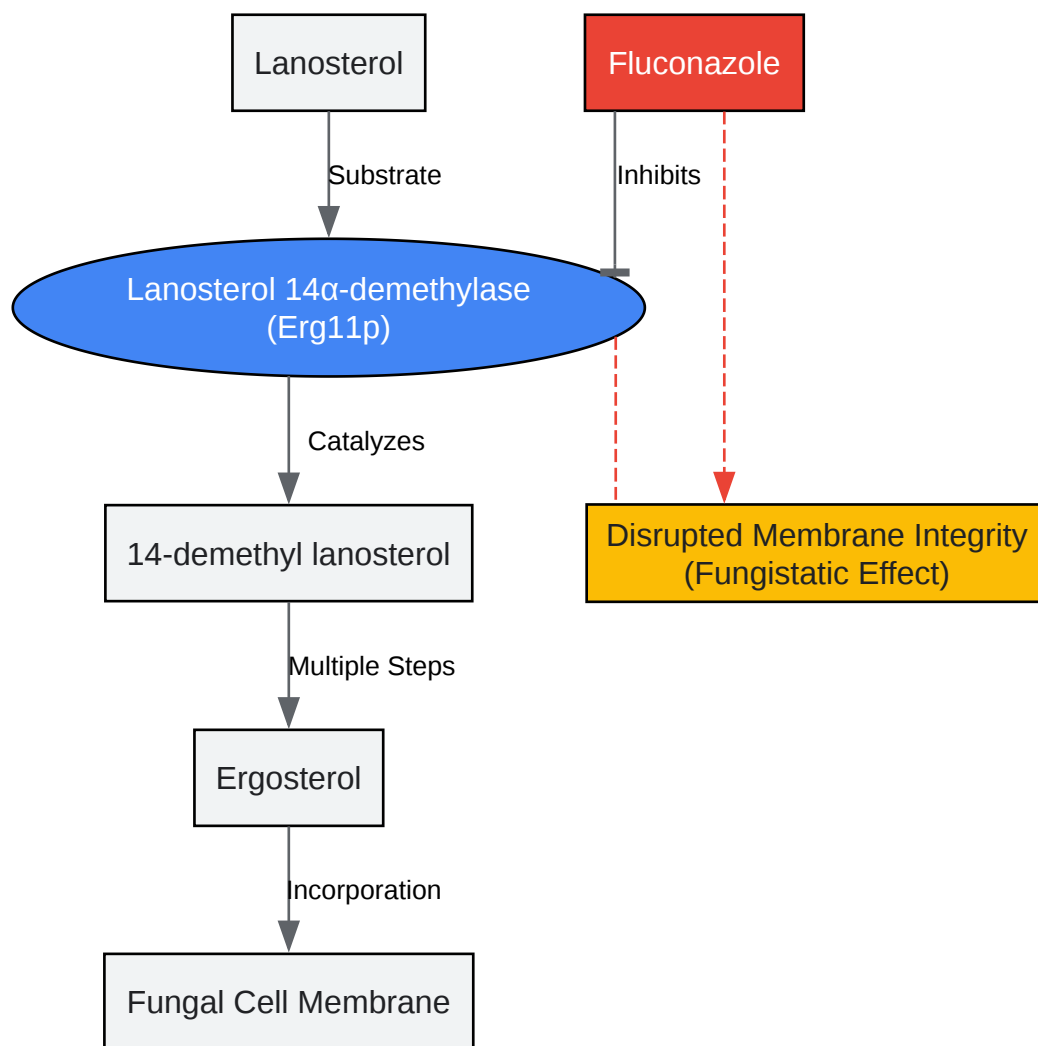 Lanosterol
Fluconazole
Substrate
Inhibits
Lanosterol 14α-demethylase
(Erg11p)
Catalyzes
14-demethyl lanosterol
Disrupted Membrane Integrity
(Fungistatic Effect)
Multiple Steps
Ergosterol
Incorporation
Fungal Cell Membrane